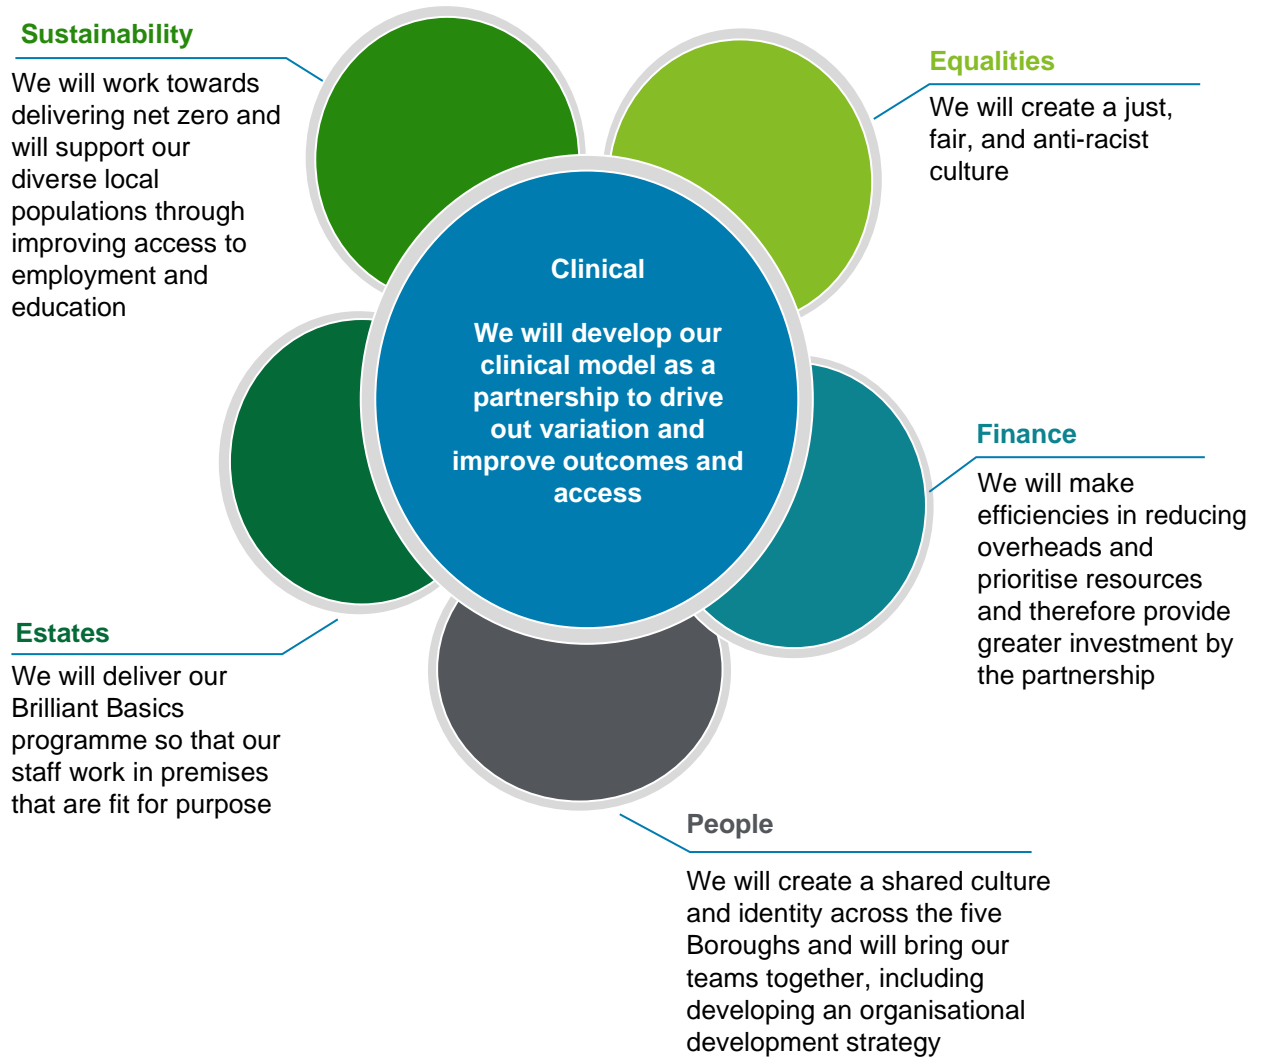 Sustainability
We will work towards
delivering net zero and
will support our
diverse local
populations through
improving access to
employment and
education
Equalities
We will create a just,
fair, and anti-racist
culture
Clinical
We will develop our
clinical model as a
partnership to drive
out variation and
improve outcomes and
access
Finance
We will make
efficiencies in reducing
overheads and
prioritise resources
and therefore provide
greater investment by
the partnership
Estates
We will deliver our
Brilliant Basics
programme so that our
staff work in premises
that are fit for purpose
People
We will create a shared culture
and identity across the five
Boroughs and will bring our
teams together, including
developing an organisational
development strategy